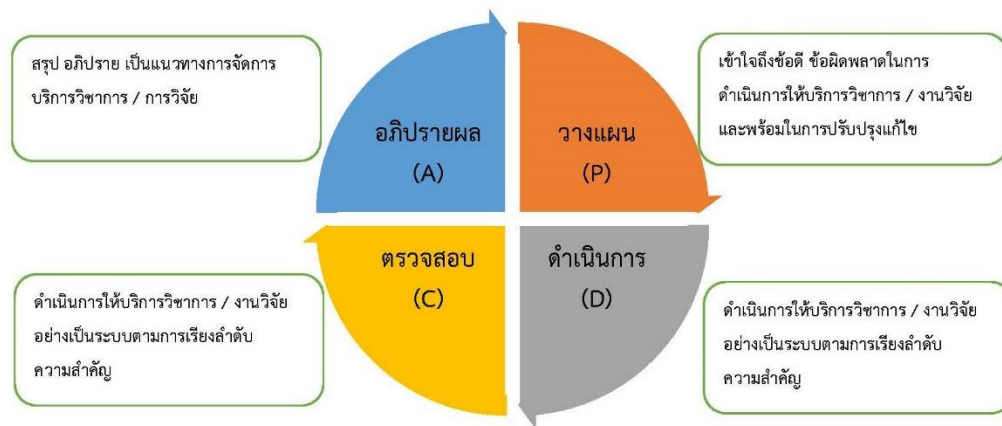 สรุป อภิปราย เป็นแนวทางการจัดการ
บริการวิชาการ / การวิจัย
อภิปรายผล
(A)
วางแผน
(P)
เข้าใจถึงข้อดี ข้อผิดพลาดในการ
ดำเนินการให้บริการวิชาการ / งานวิจัย
และพร้อมในการปรับปรุงแก้ไข
ดำเนินการให้บริการวิชาการ / งานวิจัย
อย่างเป็นระบบตามการเรียงลำดับ
ความสำคัญ
ตรวจสอบ
(C)
ดำเนินการ
(D)
ดำเนินการให้บริการวิชาการ / งานวิจัย
อย่างเป็นระบบตามการเรียงลำดับ
ความสำคัญ